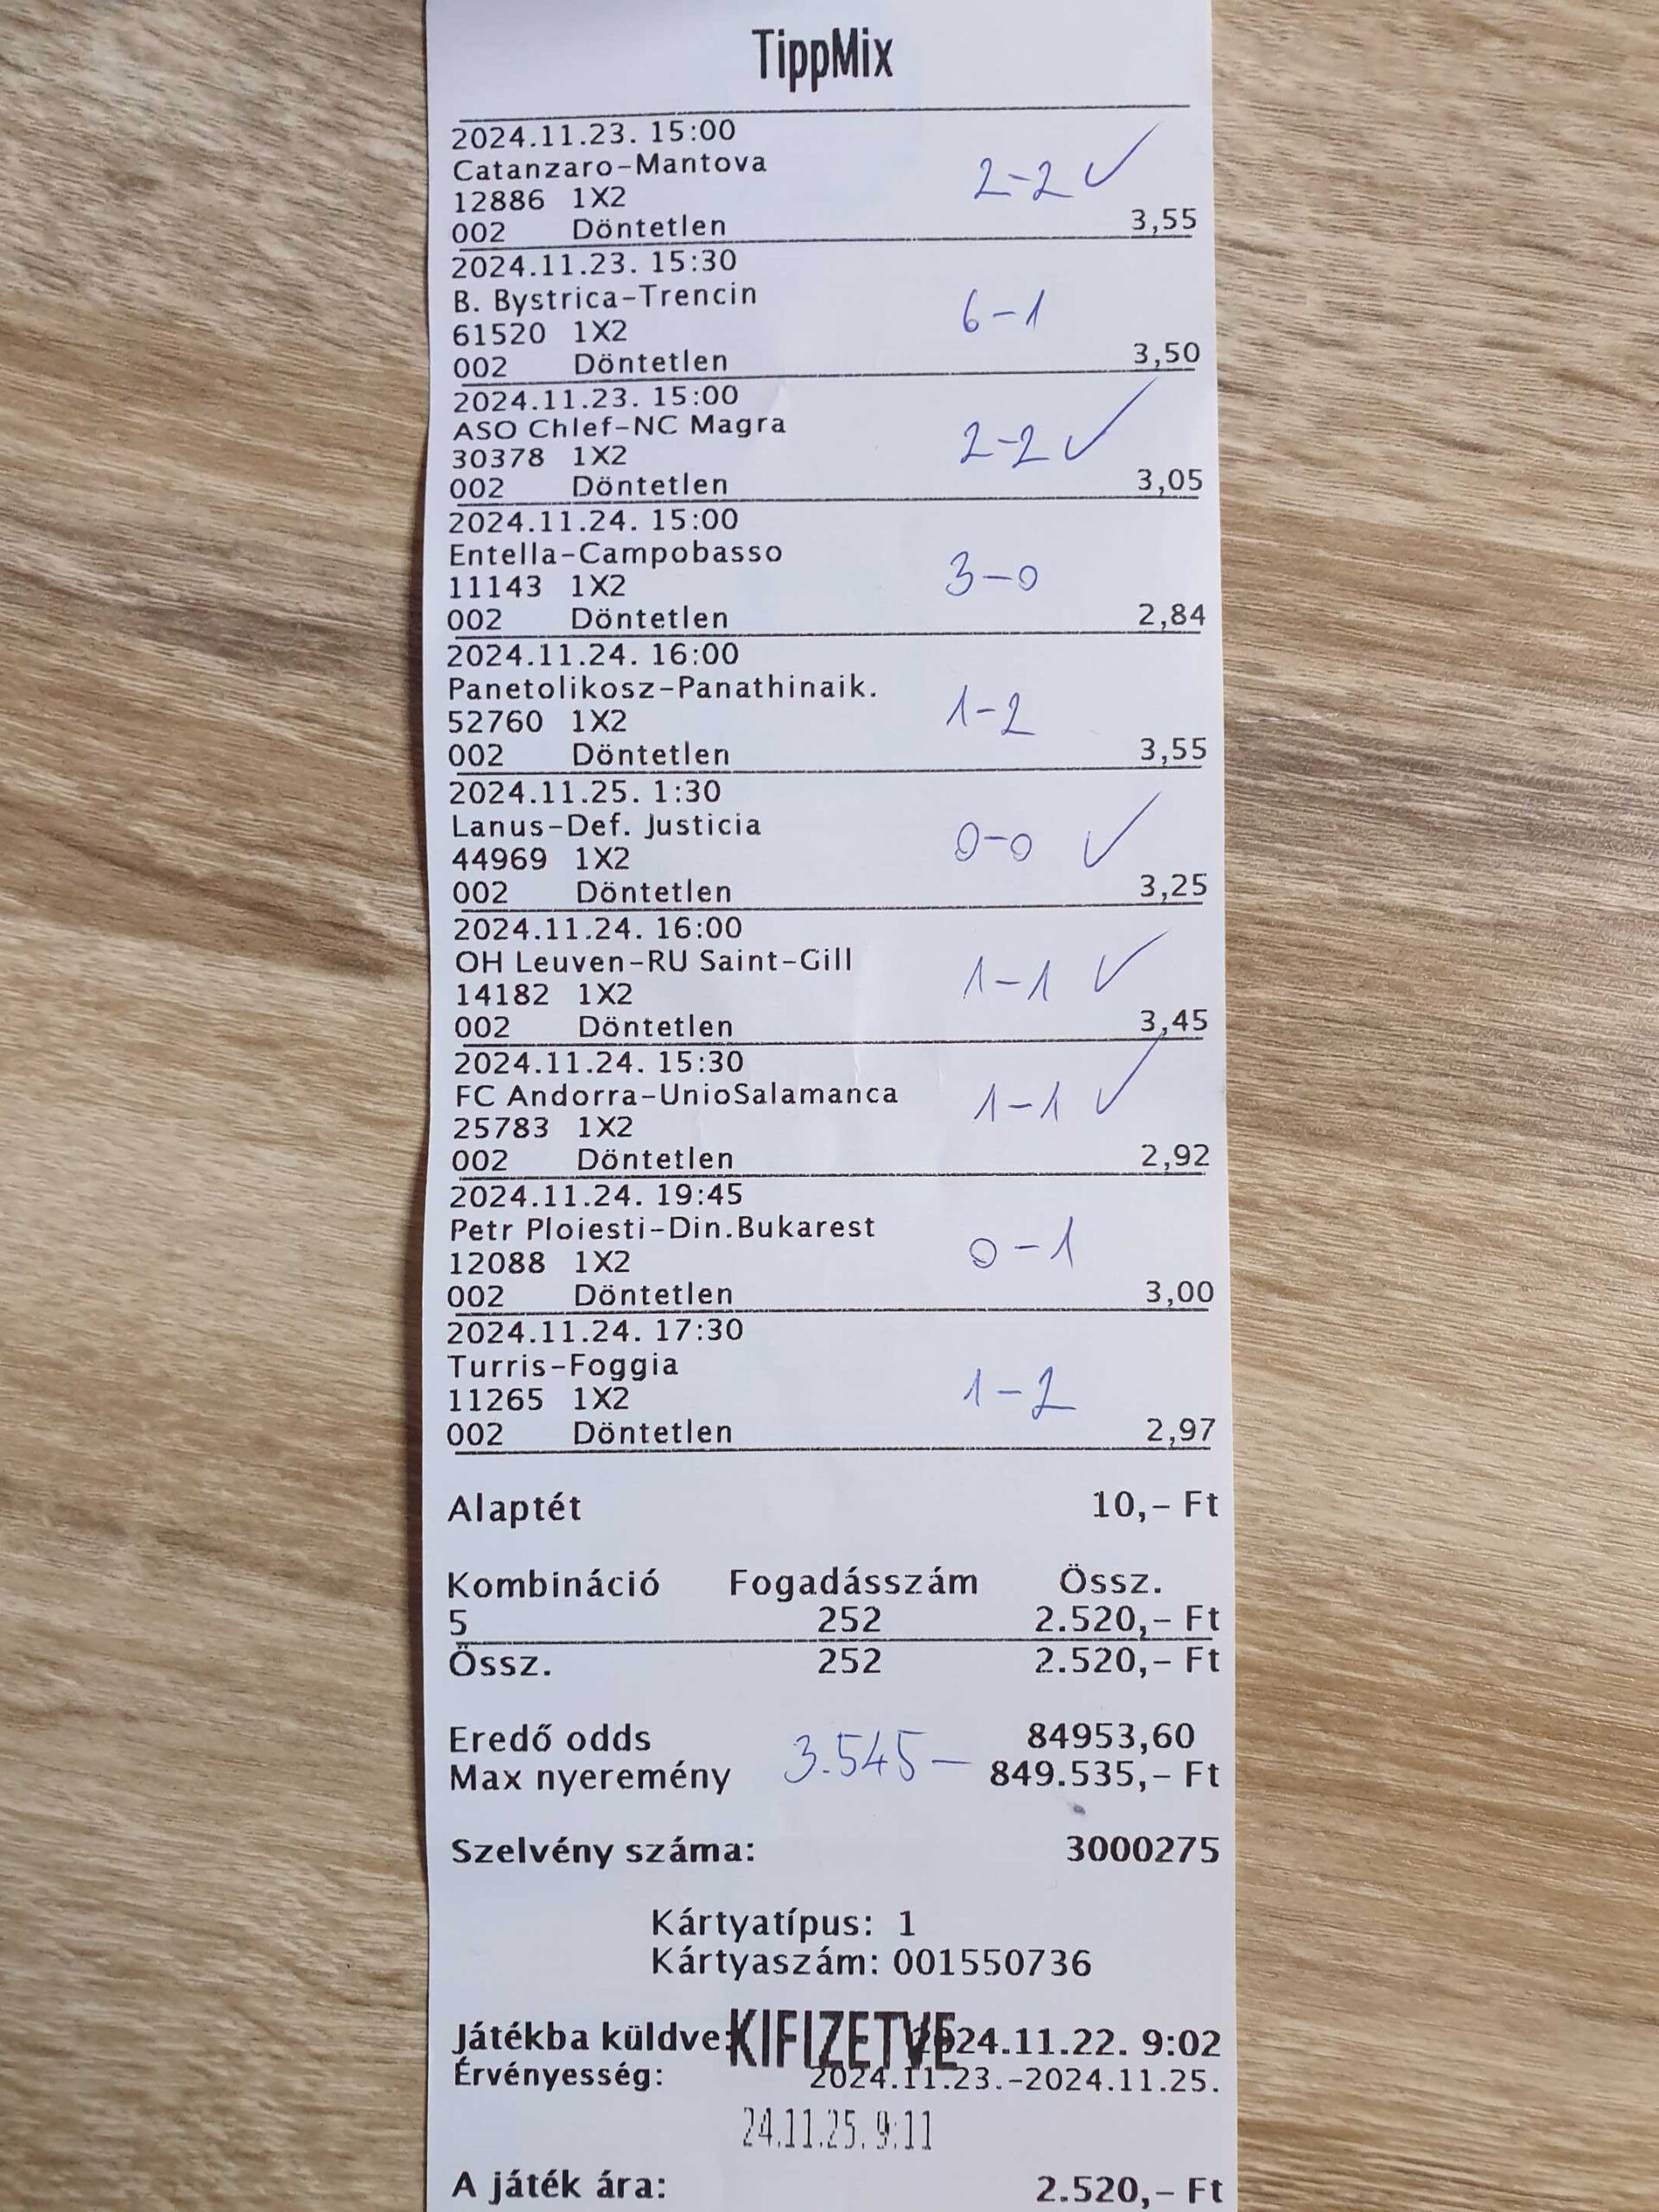 TippMix
2024.11.23. 15:00
Catanzaro-Mantova
2-2 ✓
12886 1X2
002 Döntetlen 3,55
2024.11.23. 15:30
B. Bystrica-Trencin
6-1
61520 1X2
002 Döntetlen 3,50
2024.11.23. 15:00
ASO Chlef-NC Magra
2-2 ✓
30378 1X2
002 Döntetlen 3,05
2024.11.24. 15:00
Entella-Campobasso
3-0
11143 1X2
002 Döntetlen 2,84
2024.11.24. 16:00
Panetolikosz-Panathinaik.
1-2
52760 1X2
002 Döntetlen 3,55
2024.11.25. 1:30
Lanus-Def. Justicia
0-0 ✓
44969 1X2
002 Döntetlen 3,25
2024.11.24. 16:00
OH Leuven-RU Saint-Gill
1-1 ✓
14182 1X2
002 Döntetlen 3,45
2024.11.24. 15:30
FC Andorra-UnioSalamanca
1-1 ✓
25783 1X2
002 Döntetlen 2,92
2024.11.24. 19:45
Petr Ploiesti-Din.Bukarest
0-1
12088 1X2
002 Döntetlen 3,00
2024.11.24. 17:30
Turris-Foggia
1-2
11265 1X2
002 Döntetlen 2,97
Alaptét 10,- Ft
Kombináció Fogadásszám Össz.
5 252 2.520,- Ft
Össz. 252 2.520,- Ft
Eredő odds 84953,60
3.545-
Max nyeremény 849.535,- Ft
Szelvény száma: 3000275
Kártyatípus: 1
Kártyaszám: 001550736
Játékba küldve: 2024.11.22. 9:02
KIFIZETVE
Érvényesség: 2024.11.23.-2024.11.25.
24.11.25. 9:11
A játék ára: 2.520,- Ft